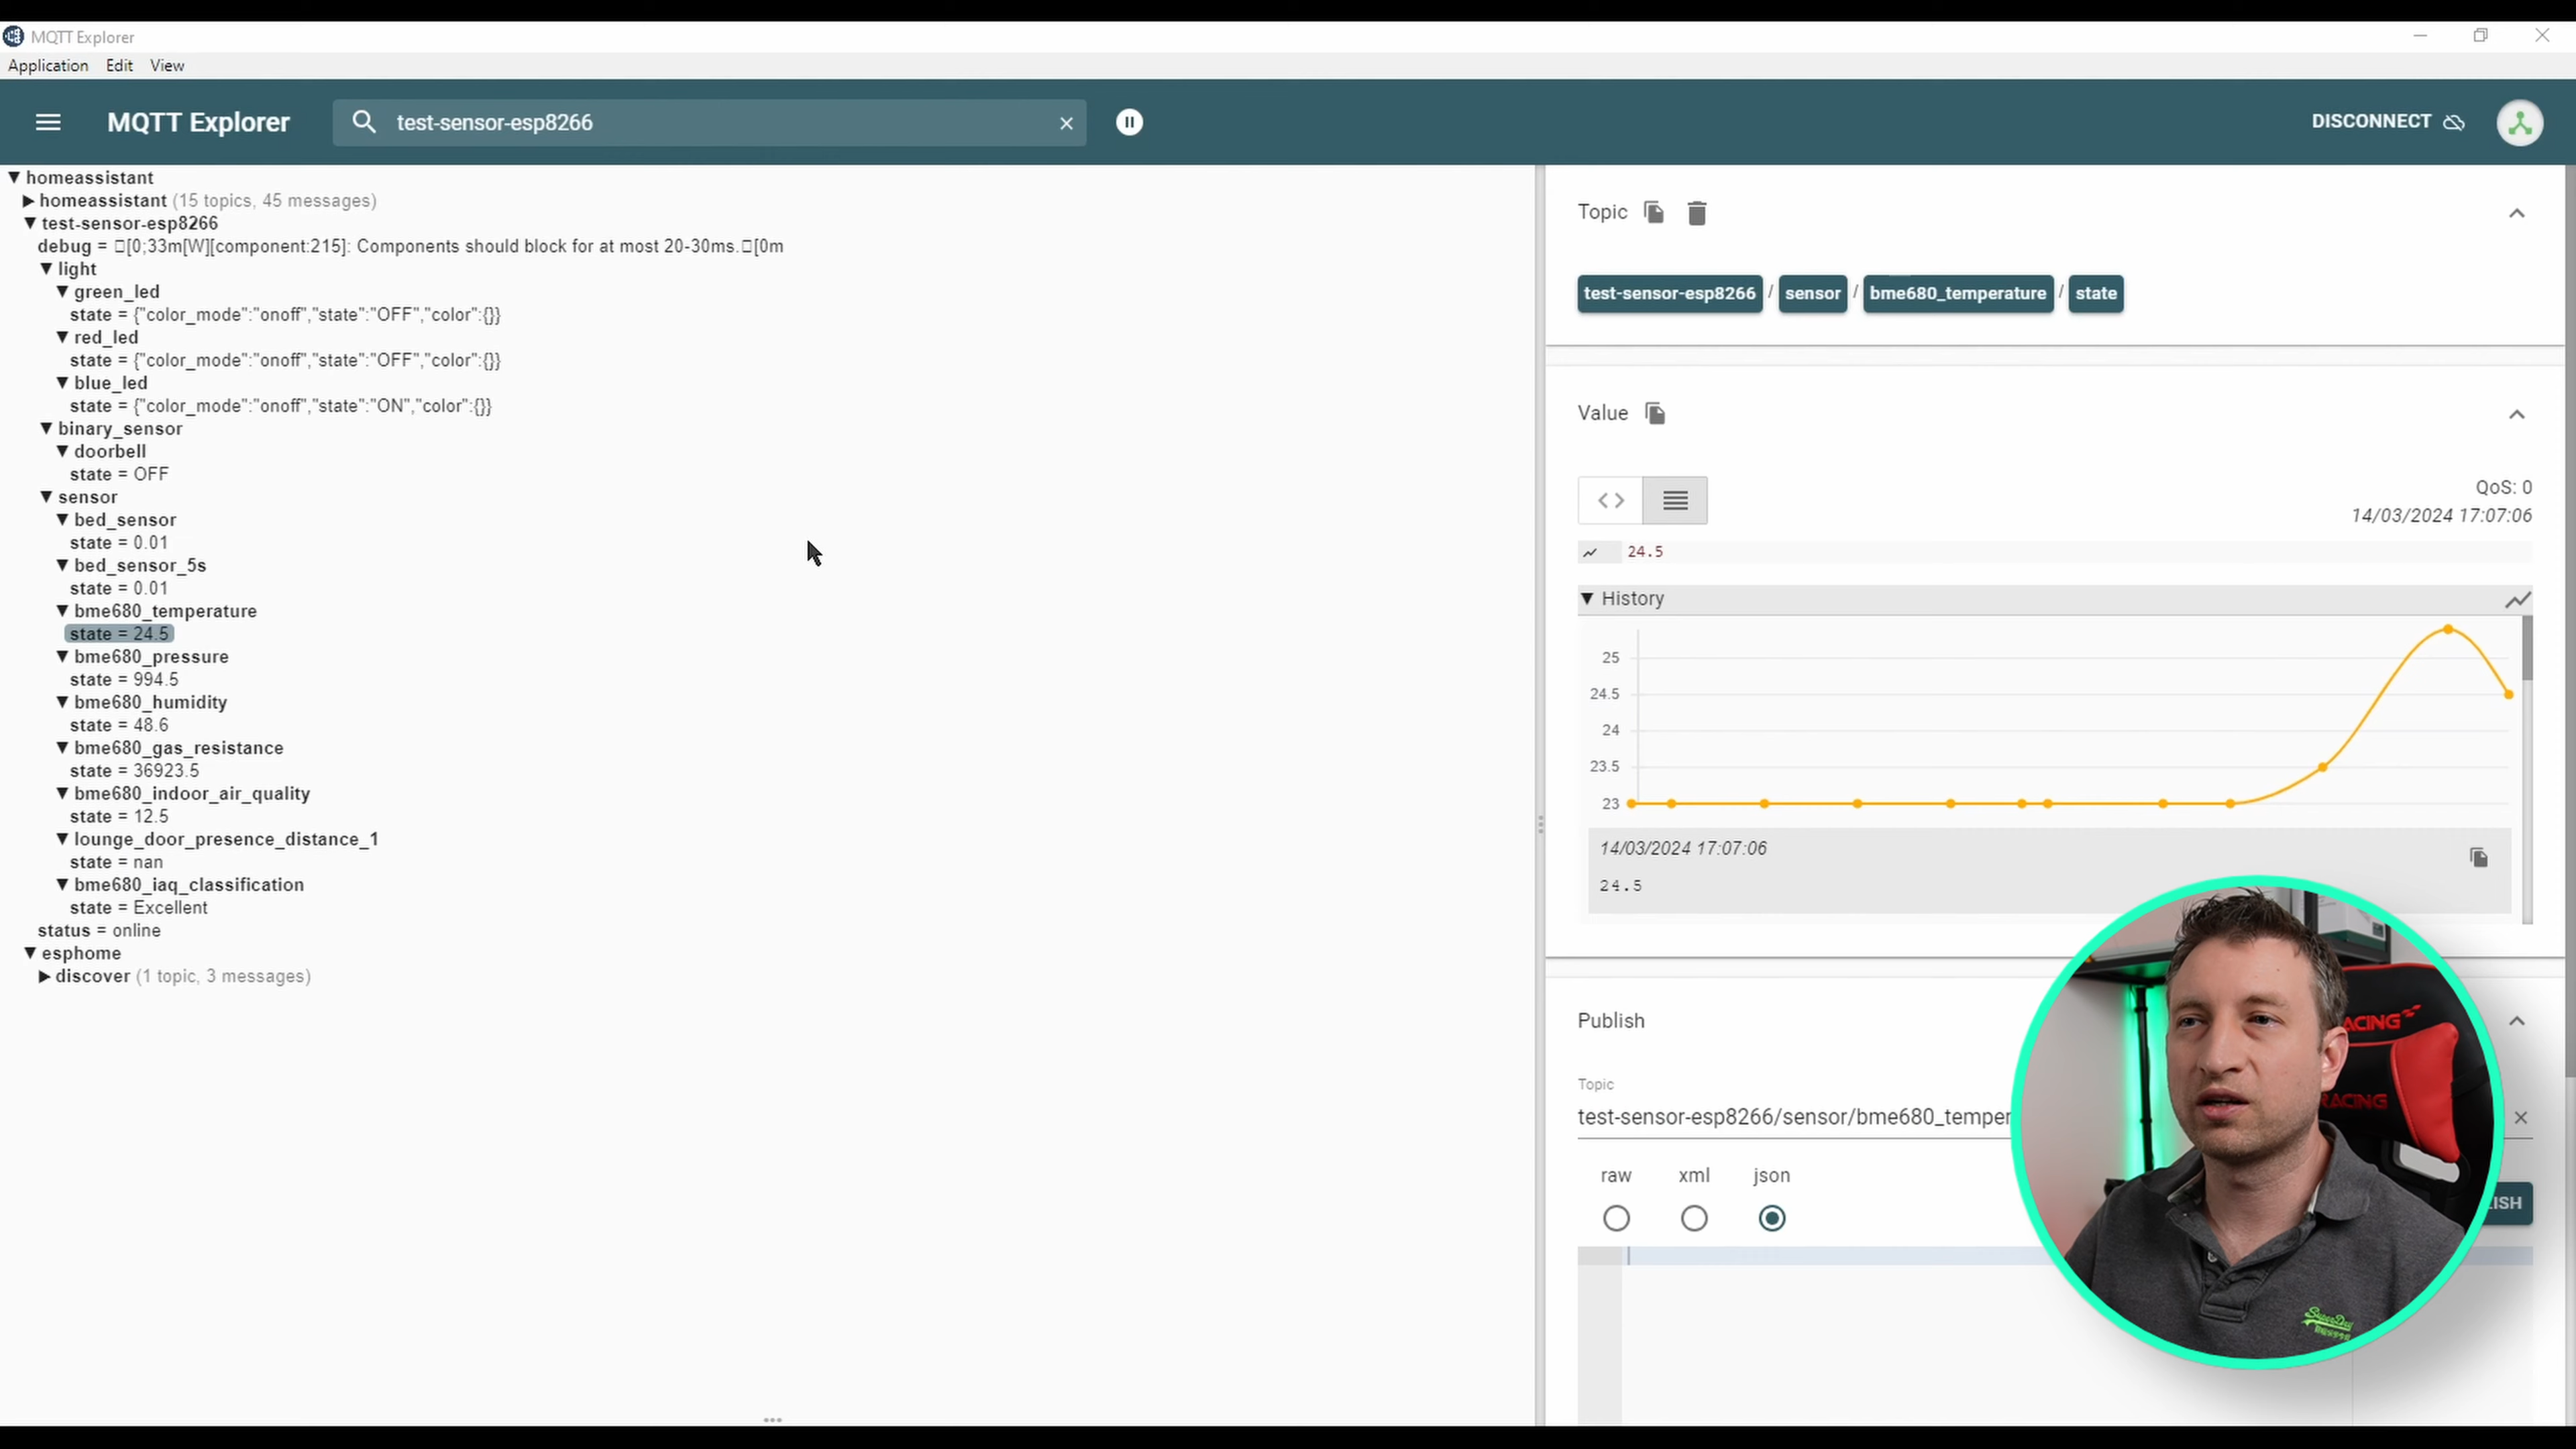 MQTT Explorer
Application Edit View
MQTT Explorer
test-sensor-esp8266
DISCONNECT
homeassistant
homeassistant (15 topics, 45 messages)
test-sensor-esp8266
debug = [0;33m[W][component:215]: Components should block for at most 20-30ms.[0m
light
green_led
state = {"color_mode":"onoff","state":"OFF","color":{}}
red_led
state = {"color_mode":"onoff","state":"OFF","color":{}}
blue_led
state = {"color_mode":"onoff","state":"ON","color":{}}
binary_sensor
doorbell
state = OFF
sensor
bed_sensor
state = 0.01
bed_sensor_5s
state = 0.01
bme680_temperature
state = 24.5
bme680_pressure
state = 994.5
bme680_humidity
state = 48.6
bme680_gas_resistance
state = 36923.5
bme680_indoor_air_quality
state = 12.5
lounge_door_presence_distance_1
state = nan
bme680_iaq_classification
state = Excellent
status = online
esphome
discover (1 topic, 3 messages)
Topic
test-sensor-esp8266 / sensor / bme680_temperature / state
Value
QoS: 0
14/03/2024 17:07:06
24.5
History
25
24.5
24
23.5
23
14/03/2024 17:07:06
24.5
Publish
Topic
test-sensor-esp8266/sensor/bme680_temper
raw xml json
ISH
ACING
RACING
SuperDry